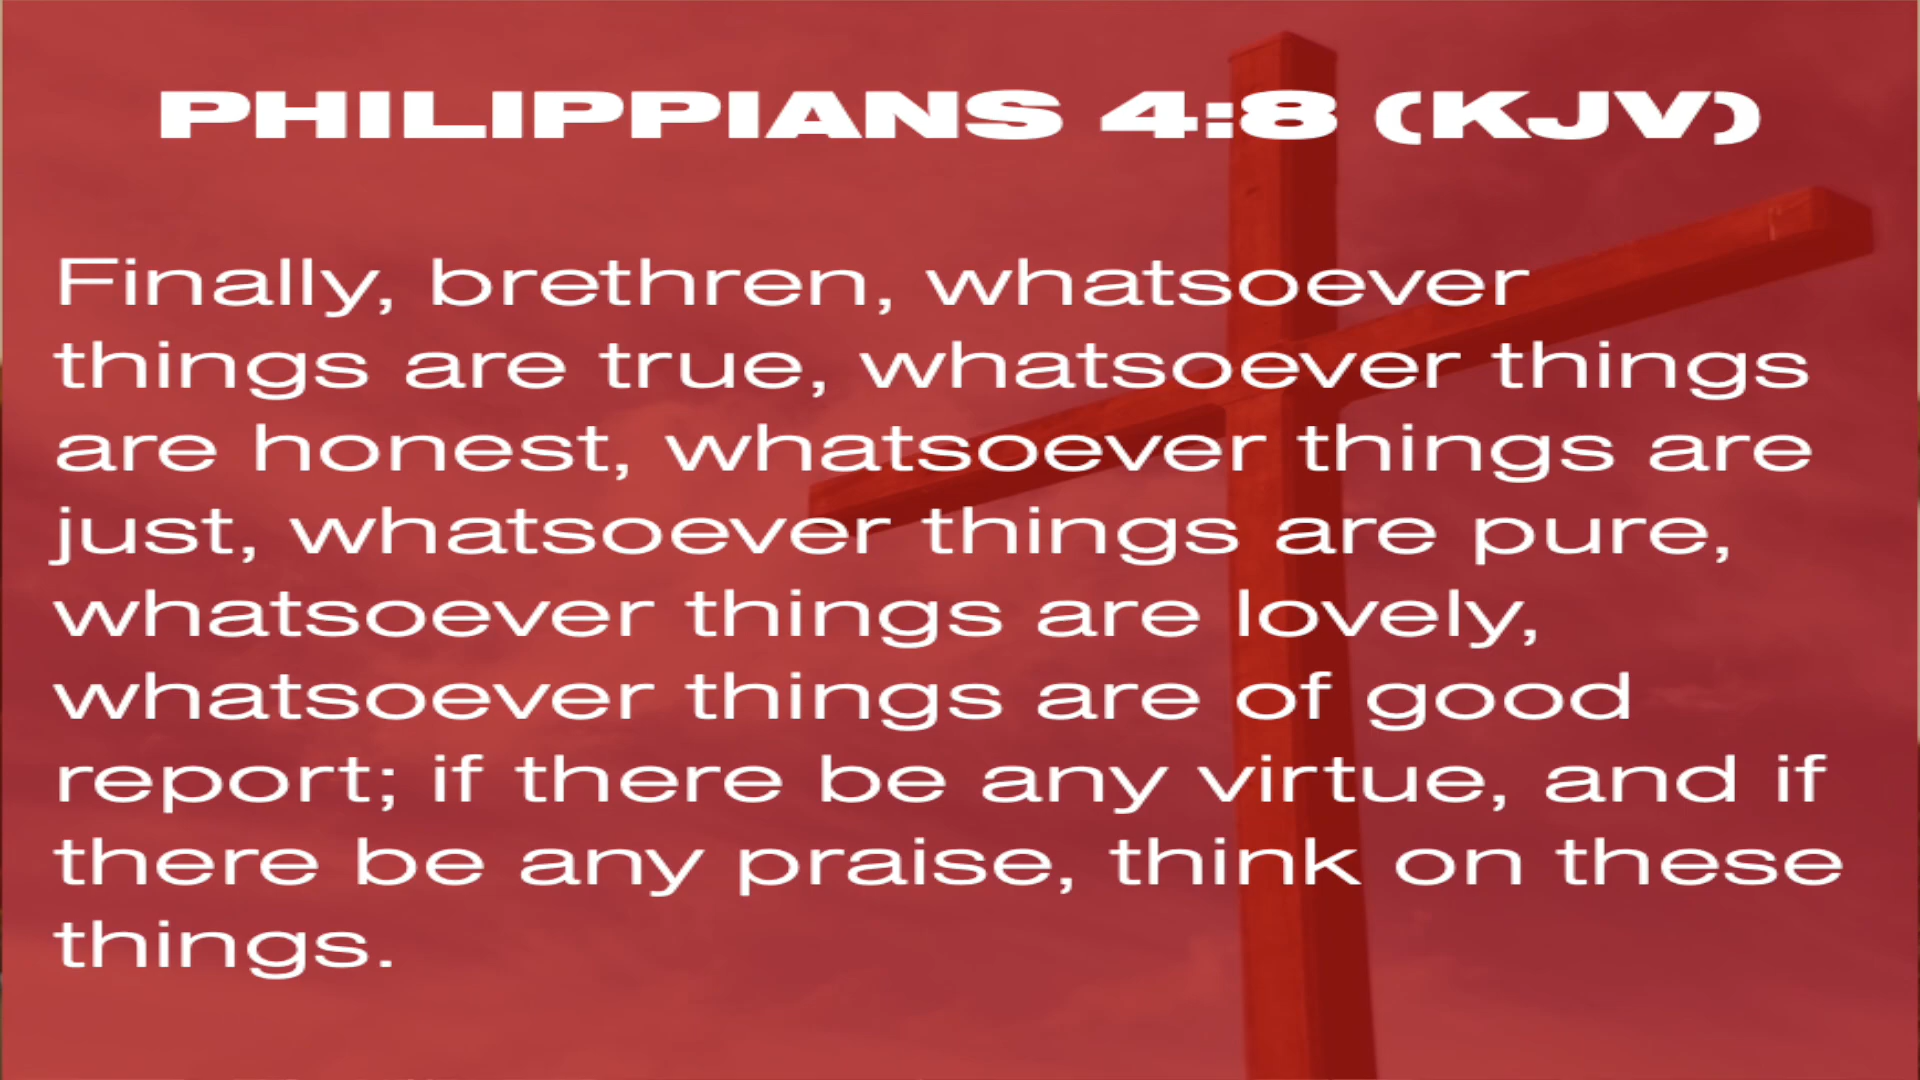 PHILIPPIANS 4:8 (KJV)
Finally, brethren, whatsoever
things are true, whatsoever things
are honest, whatsoever things are
just, whatsoever things are pure,
whatsoever things are lovely,
whatsoever things are of good
report; if there be any virtue, and if
there be any praise, think on these
things.